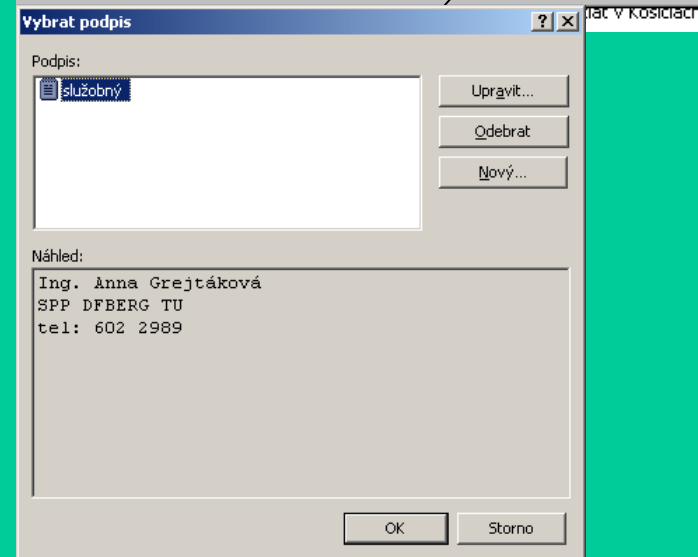 Vybrat podpis
Podpis:
služobný
Upravit...
Odebrat
Nový...
Náhled:
Ing. Anna Grejtáková
SPP DFBERG TU
tel: 602 2989
OK
Storno